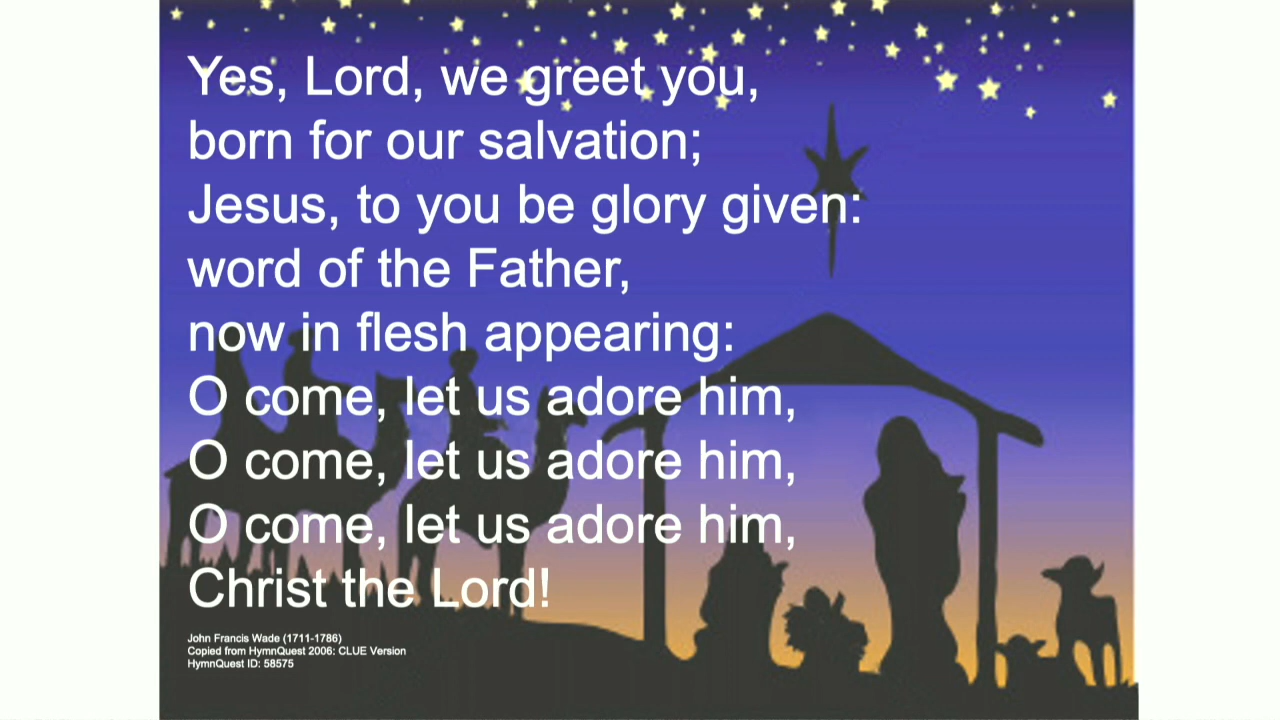 Yes, Lord, we greet you,
born for our salvation;
Jesus, to you be glory given:
word of the Father,
now in flesh appearing:
O come, let us adore him,
O come, let us adore him,
O come, let us adore him,
Christ the Lord!
John Francis Wade (1711-1786)
Copied from HymnQuest 2006: CLUE Version
HymnQuest ID: 58575